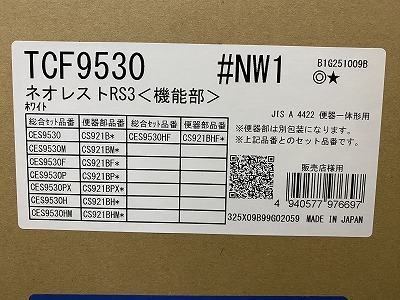 TCF9530 #NW1 B1G251009B
◎★
ネオレストRS3<機能部>
ホワイト
JIS A 4422 便器一体形用
総合セット品番 便器部品番 総合セット品番 便器部品番
CES9530 CS921B* CES9530HF CS921BHF*
CES9530M CS921BM*
CES9530F CS921BF*
CES9530P CS921BP*
CES9530PX CS921BPX*
CES9530H CS921BH*
CES9530HM CS921BHM*
※便器部は別包装になります。
※上記品番とのセット品番です。
販売店様用
4 940577 976697
325X09B99G02059 MADE IN JAPAN